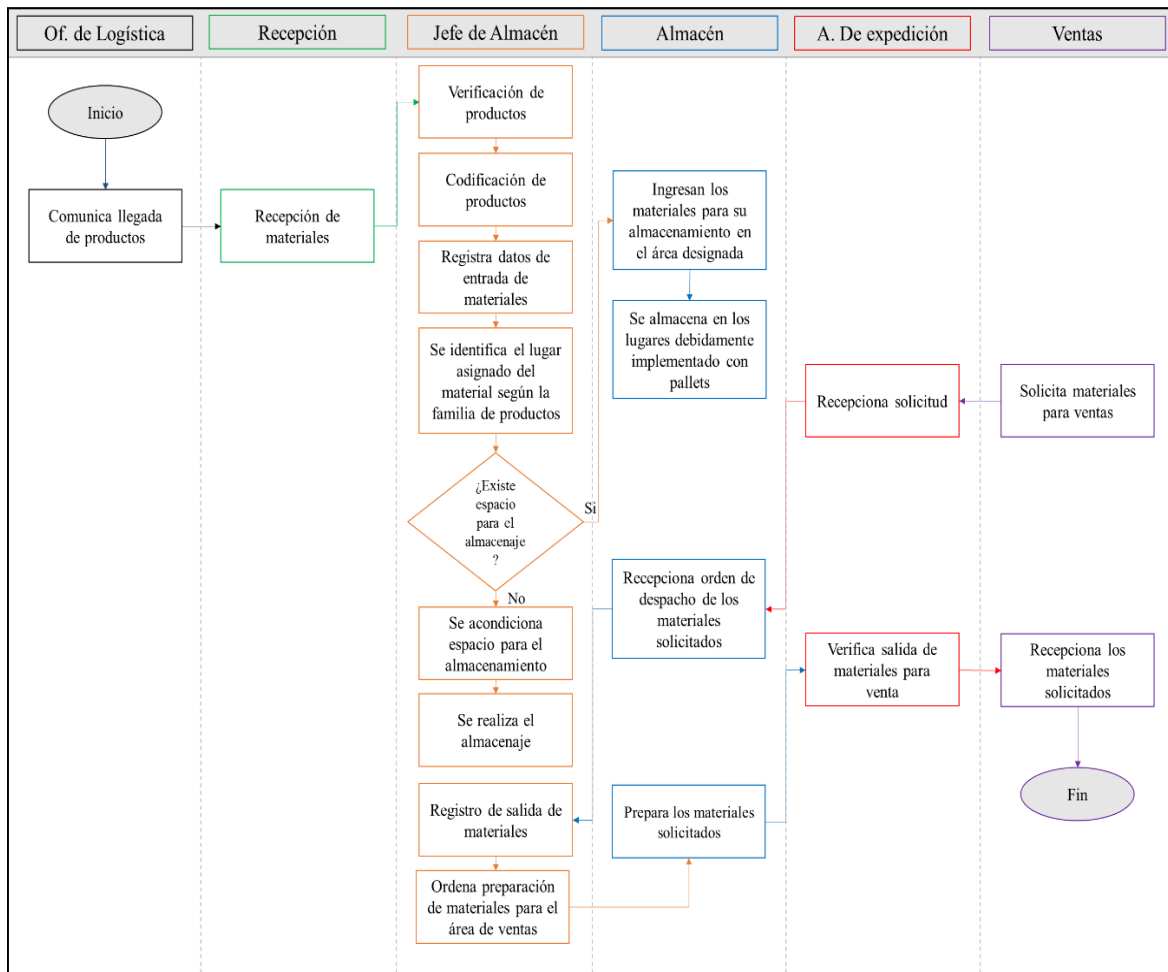 Of. de Logística
Recepción
Jefe de Almacén
Almacén
A. De expedición
Ventas
Inicio
Comunica llegada
de productos
Recepción de
materiales
Verificación de
productos
Codificación de
productos
Registra datos de
entrada de
materiales
Se identifica el lugar
asignado del
material según la
familia de productos
¿Existe
espacio
para el
almacenaje
?
Si
No
Se acondiciona
espacio para el
almacenamiento
Se realiza el
almacenaje
Registro de salida de
materiales
Ordena preparación
de materiales para el
área de ventas
Ingresan los
materiales para su
almacenamiento en
el área designada
Se almacena en los
lugares debidamente
implementado con
pallets
Recepciona orden de
despacho de los
materiales
solicitados
Prepara los materiales
solicitados
Recepciona solicitud
Verifica salida de
materiales para
venta
Solicita materiales
para ventas
Recepciona los
materiales
solicitados
Fin